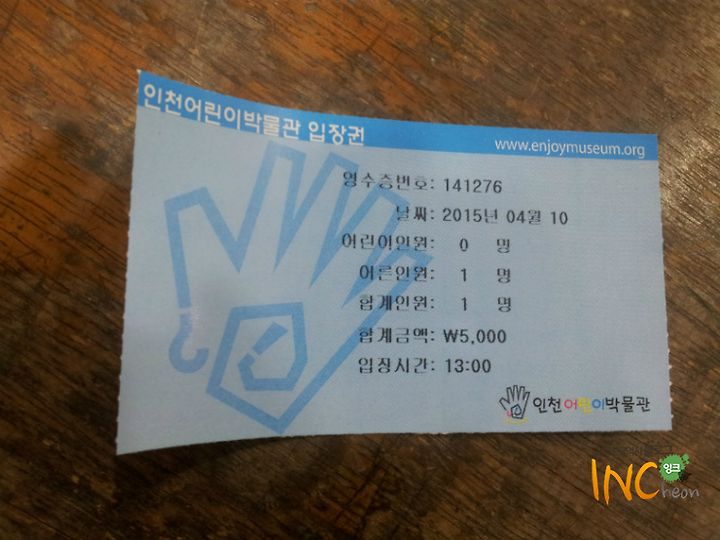 인천어린이박물관 입장권
www.enjoymuseum.org
영수증번호: 141276
날짜: 2015년 04월 10
어린이인원: 0 명
어른인원: 1 명
합계인원: 1 명
합계금액: ₩5,000
입장시간: 13:00
인천어린이박물관
INCheon
잉크